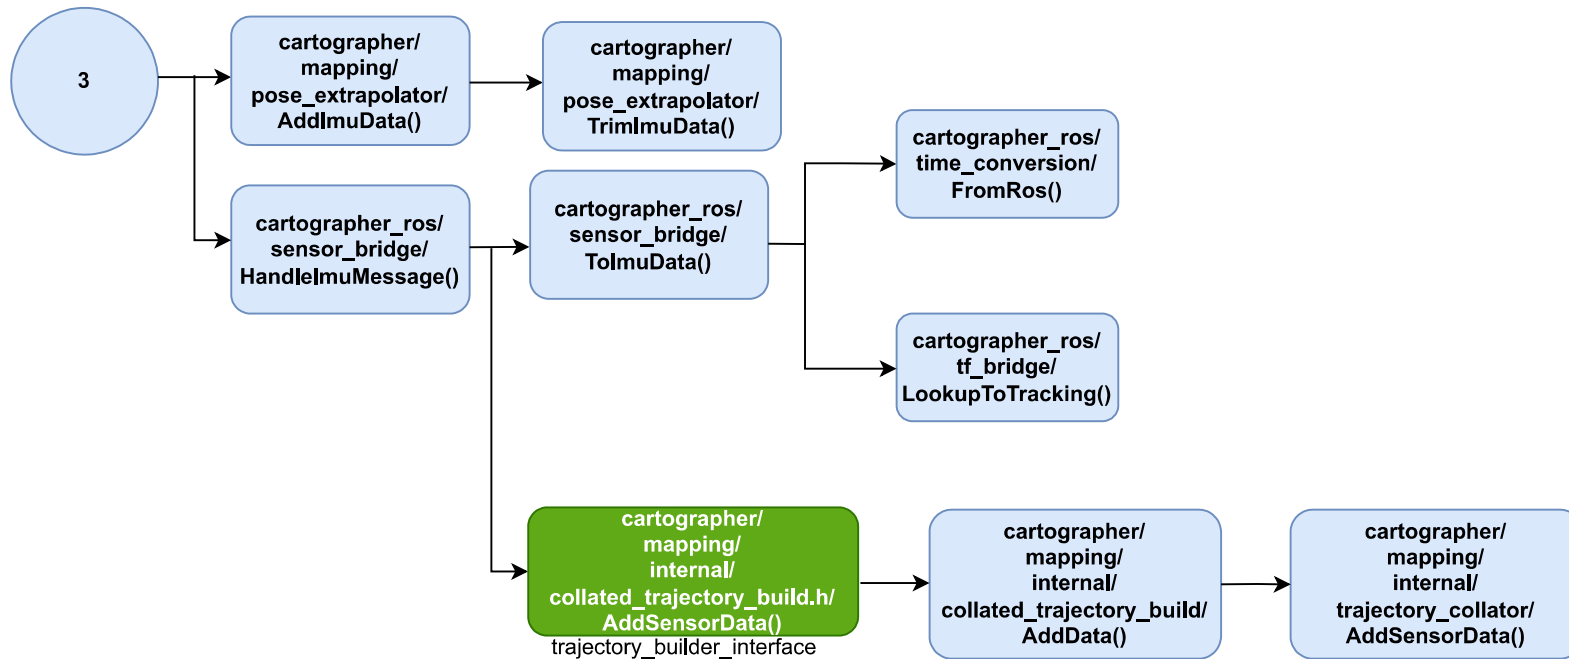 3
cartographer/
mapping/
pose_extrapolator/
AddImuData()
cartographer/
mapping/
pose_extrapolator/
TrimImuData()
cartographer_ros/
sensor_bridge/
HandleImuMessage()
cartographer_ros/
sensor_bridge/
ToImuData()
cartographer_ros/
time_conversion/
FromRos()
cartographer_ros/
tf_bridge/
LookupToTracking()
cartographer/
mapping/
internal/
collated_trajectory_build.h/
AddSensorData()
trajectory_builder_interface
cartographer/
mapping/
internal/
collated_trajectory_build/
AddData()
cartographer/
mapping/
internal/
trajectory_collator/
AddSensorData()